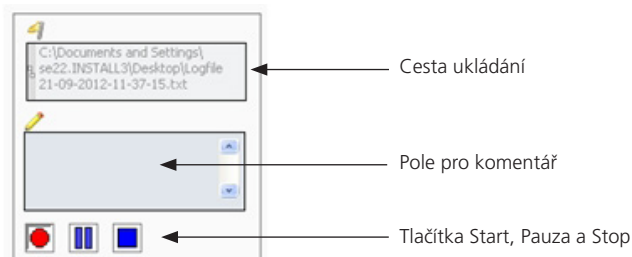 C:\Documents and Settings\
se22.INSTALL3\Desktop\Logfile
21-09-2012-11-37-15.txt
Cesta ukládání
Pole pro komentář
Tlačítka Start, Pauza a Stop